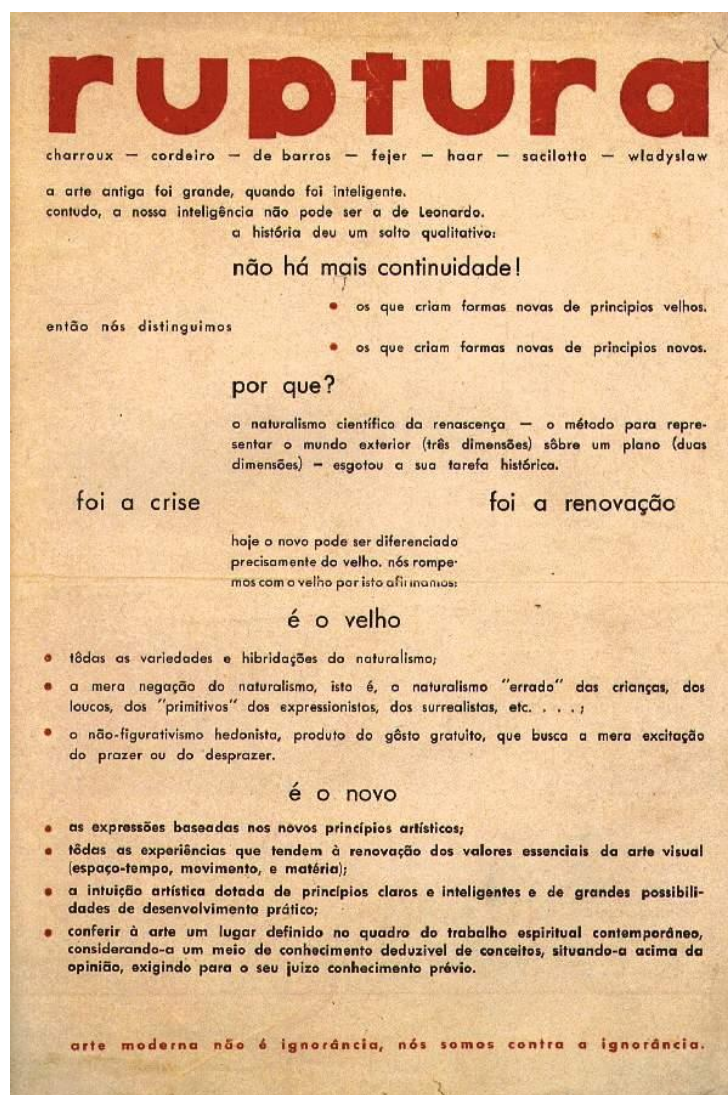 ruptura
charroux — cordeiro — de barros — fejer — haar — sacilotto — wladyslaw
a arte antiga foi grande, quando foi inteligente.
contudo, a nossa inteligência não pode ser a de Leonardo.
a história deu um salto qualitativo:
não há mais continuidade!
• os que criam formas novas de principios velhos.
então nós distinguimos
• os que criam formas novas de principios novos.
por que?
o naturalismo científico da renascença — o método para repre-
sentar o mundo exterior (três dimensões) sôbre um plano (duas
dimensões) — esgotou a sua tarefa histórica.
foi a crise foi a renovação
hoje o novo pode ser diferenciado
precisamente do velho. nós rompe-
mos com o velho por isto afirmamos:
é o velho
• tôdas as variedades e hibridações do naturalismo;
• a mera negação do naturalismo, isto é, o naturalismo "errado" das crianças, dos
loucos, dos "primitivos" dos expressionistas, dos surrealistas, etc. . . . ;
• o não-figurativismo hedonista, produto do gôsto gratuito, que busca a mera excitação
do prazer ou do desprazer.
é o novo
• as expressões baseadas nos novos princípios artísticos;
• tôdas as experiências que tendem à renovação dos valores essenciais da arte visual
(espaço-tempo, movimento, e matéria);
• a intuição artística dotada de princípios claros e inteligentes e de grandes possibili-
dades de desenvolvimento prático;
• conferir à arte um lugar definido no quadro do trabalho espiritual contemporâneo,
considerando-a um meio de conhecimento deduzivel de conceitos, situando-a acima da
opinião, exigindo para o seu juizo conhecimento prévio.
arte moderna não é ignorância, nós somos contra a ignorância.